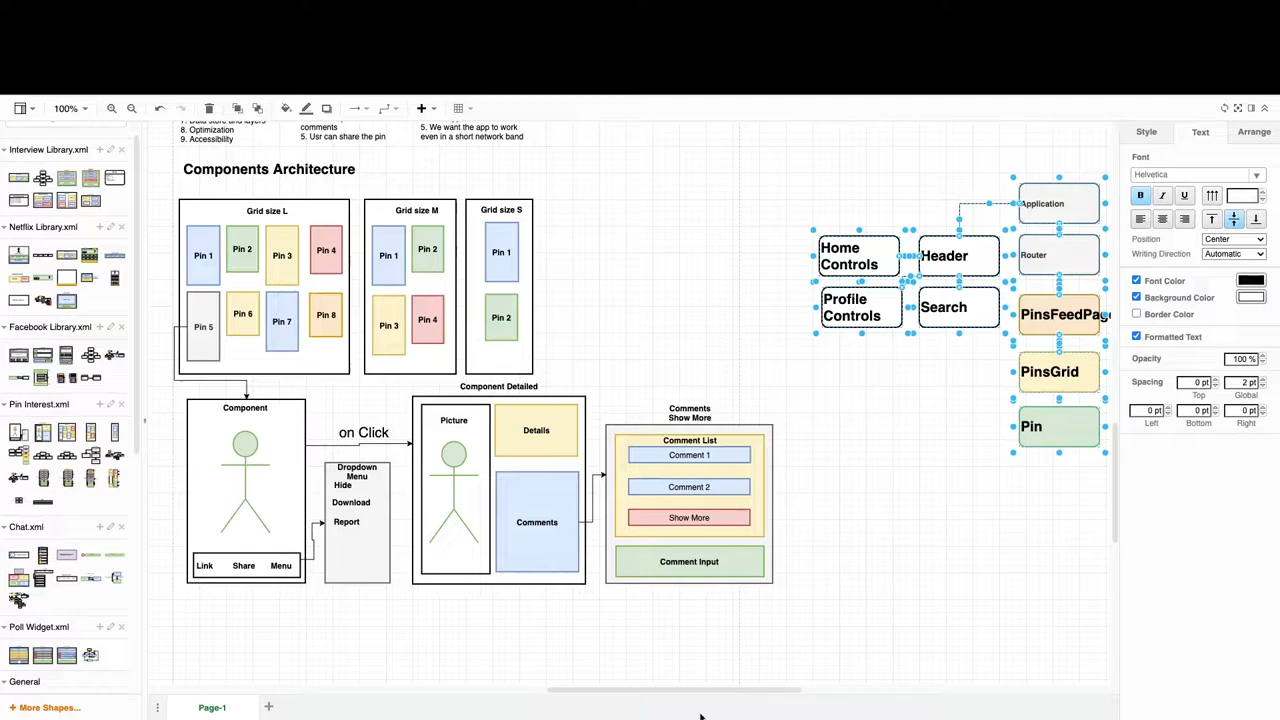 100%
7. Data store and layers
8. Optimization
9. Accessibility
comments
5. Usr can share the pin
5. We want the app to work
even in a short network band
Style
Text
Arrange
Interview Library.xml
Netflix Library.xml
Facebook Library.xml
Pin Interest.xml
Chat.xml
Poll Widget.xml
General
+ More Shapes...
Components Architecture
Grid size L
Pin 1
Pin 2
Pin 3
Pin 4
Pin 5
Pin 6
Pin 7
Pin 8
Grid size M
Pin 1
Pin 2
Pin 3
Pin 4
Grid size S
Pin 1
Pin 2
Component
Link
Share
Menu
on Click
Dropdown
Menu
Hide
Download
Report
Component Detailed
Picture
Details
Comments
Comments
Show More
Comment List
Comment 1
Comment 2
Show More
Comment Input
Home
Controls
Header
Profile
Controls
Search
Application
Router
PinsFeedPage
PinsGrid
Pin
Font
Helvetica
B I U
Position
Center
Writing Direction
Automatic
Font Color
Background Color
Border Color
Formatted Text
Opacity
100 %
Spacing
0 pt
2 pt
Top
Global
0 pt
0 pt
0 pt
Left
Bottom
Right
Page-1